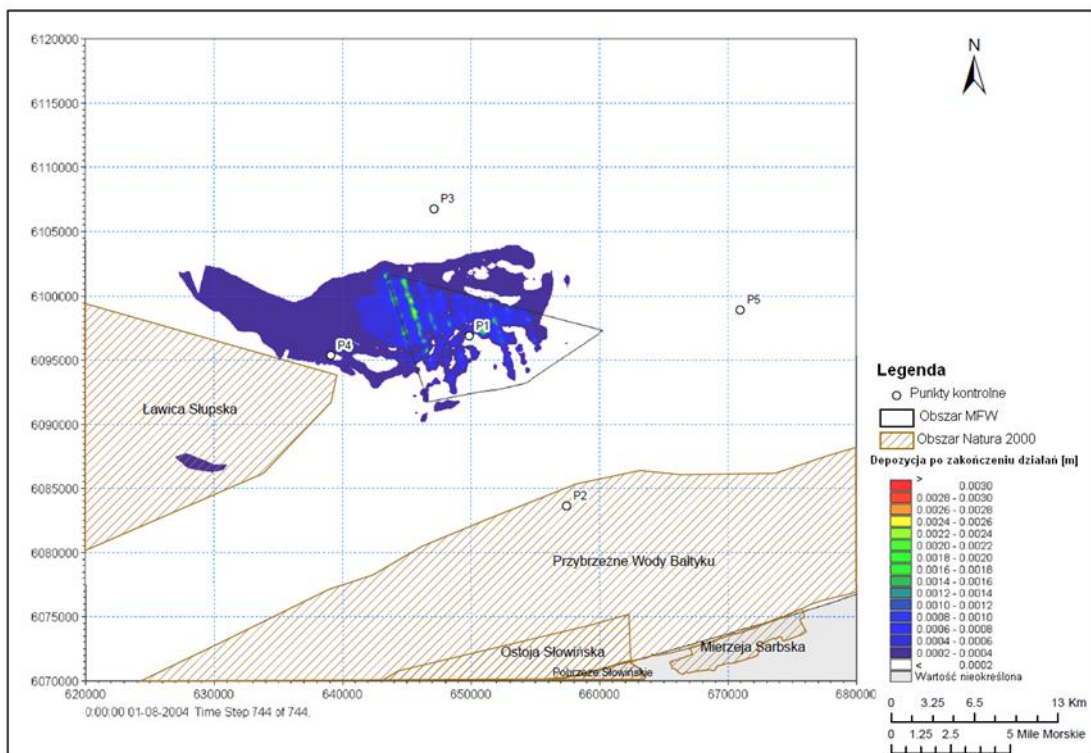 6120000
6115000
6110000
6105000
6100000
6095000
6090000
6085000
6080000
6075000
6070000
620000 630000 640000 650000 660000 670000 680000
0:00:00 01-08-2004 Time Step 744 of 744.
P3
P5
P1
P4
Ławica Słupska
P2
Przybrzeżne Wody Bałtyku
Ostoja Słowińska
Mierzeja Sarbska
Pobrzeże Słowińskie
N
Legenda
Punkty kontrolne
Obszar MFW
Obszar Natura 2000
Depozycja po zakończeniu działań [m]
> 0.0030
0.0028 - 0.0030
0.0026 - 0.0028
0.0024 - 0.0026
0.0022 - 0.0024
0.0020 - 0.0022
0.0018 - 0.0020
0.0016 - 0.0018
0.0014 - 0.0016
0.0012 - 0.0014
0.0010 - 0.0012
0.0008 - 0.0010
0.0006 - 0.0008
0.0004 - 0.0006
0.0002 - 0.0004
< 0.0002
Wartość nieokreślona
0 3.25 6.5 13 Km
0 1.25 2.5 5 Mile Morskie